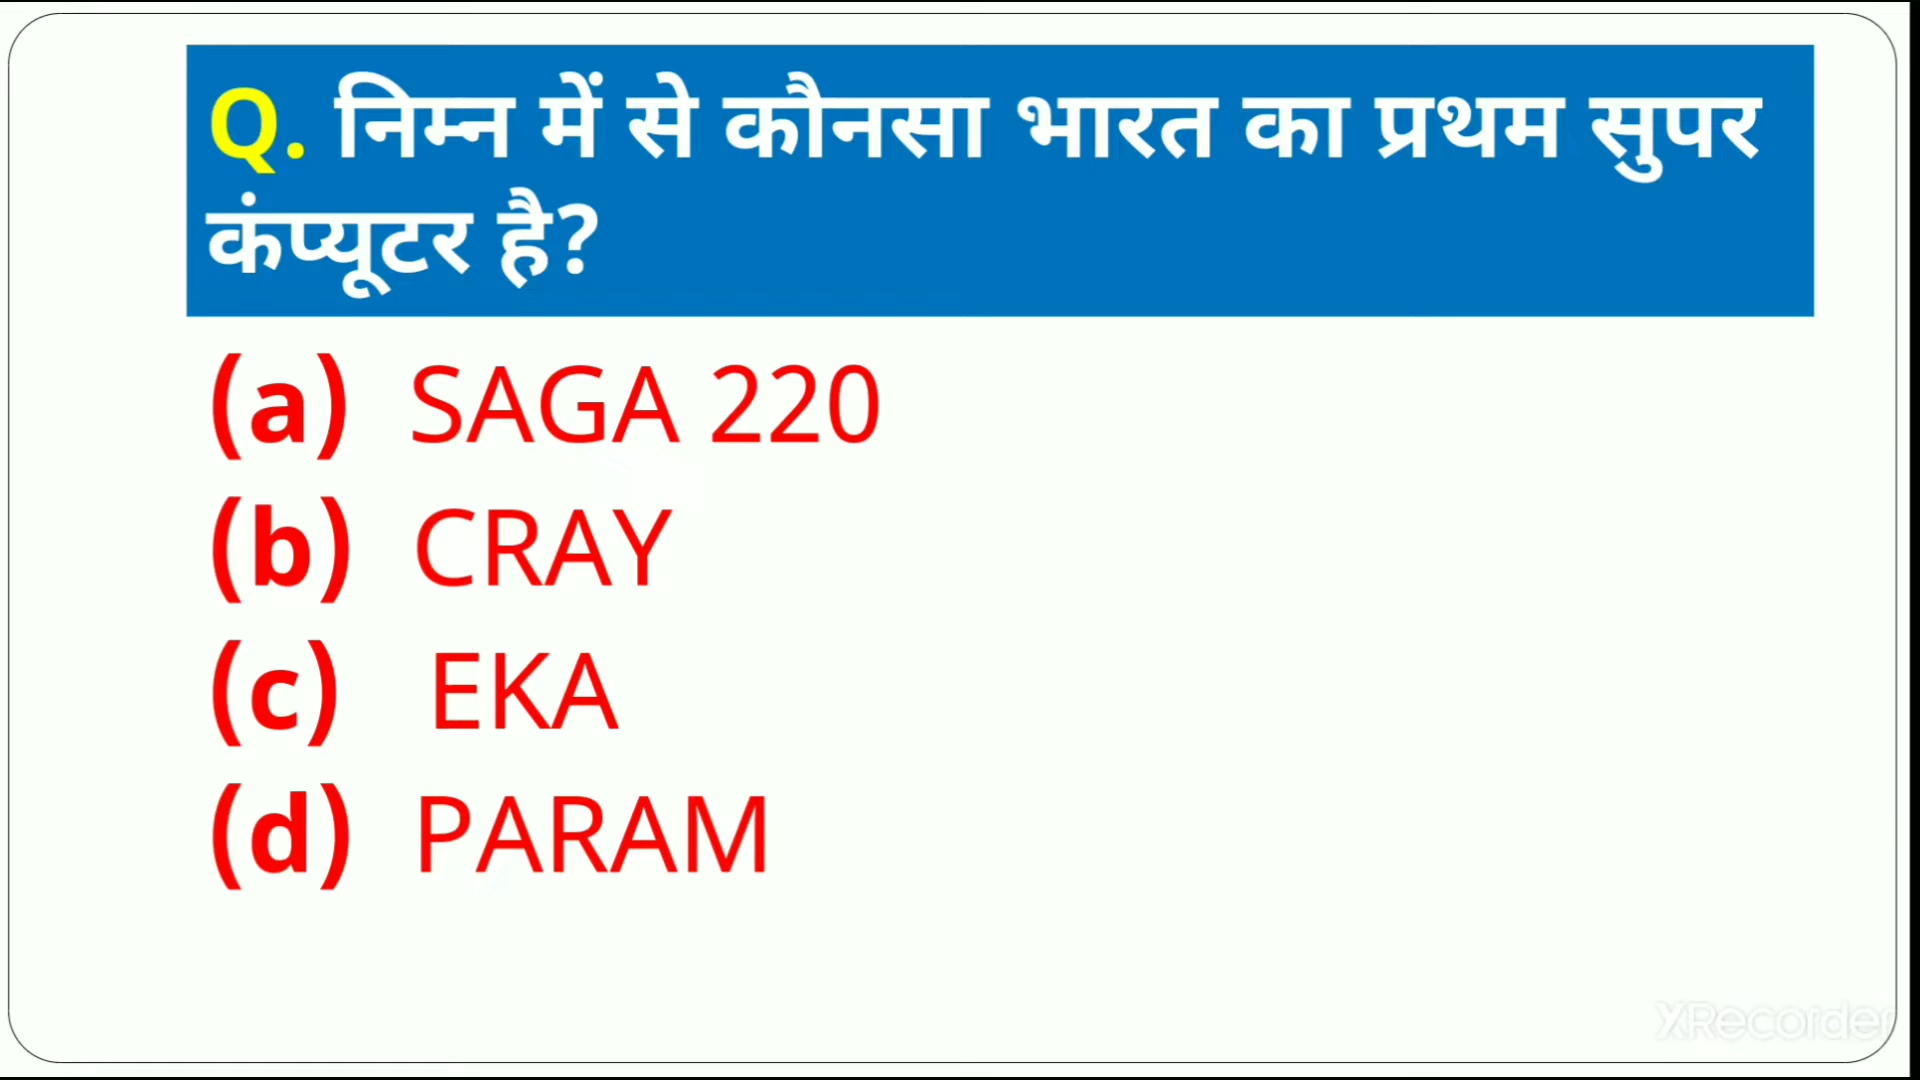 Q. निम्न में से कौनसा भारत का प्रथम सुपर
कंप्यूटर है?
(a) SAGA 220
(b) CRAY
(c) EKA
(d) PARAM
XRecorder